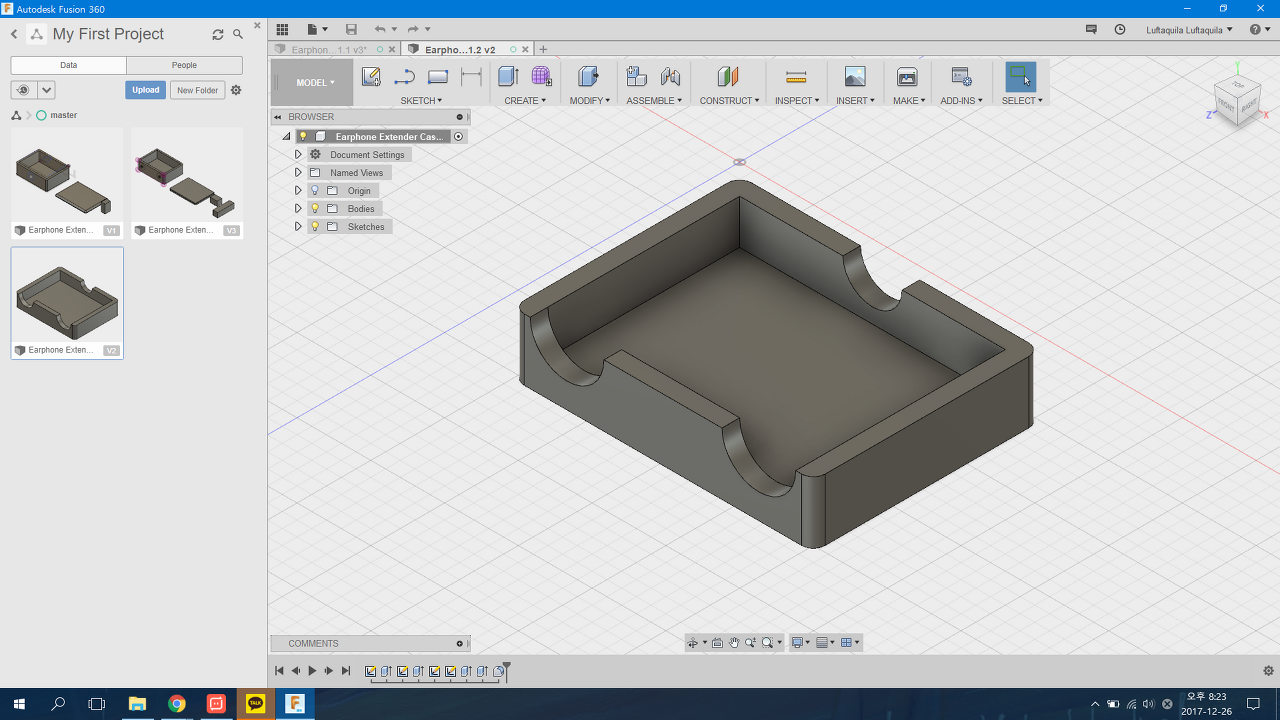 Autodesk Fusion 360
My First Project
Data
People
Upload
New Folder
master
Earphone Exten... V1
Earphone Exten... V3
Earphone Exten... V2
Luftaquila Luftaquila
Earphon... 1.1 v3*
Earpho...1.2 v2
MODEL
SKETCH
CREATE
MODIFY
ASSEMBLE
CONSTRUCT
INSPECT
INSERT
MAKE
ADD-INS
SELECT
BROWSER
Earphone Extender Cas...
Document Settings
Named Views
Origin
Bodies
Sketches
Y
TOP
FRONT
RIGHT
Z
X
COMMENTS
TALK
F
오후 8:23
2017-12-26